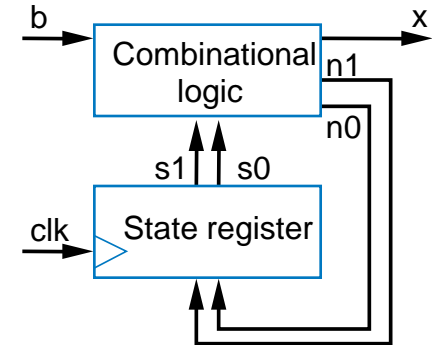 b
x
Combinational
logic
n1
n0
s1
s0
clk
State register